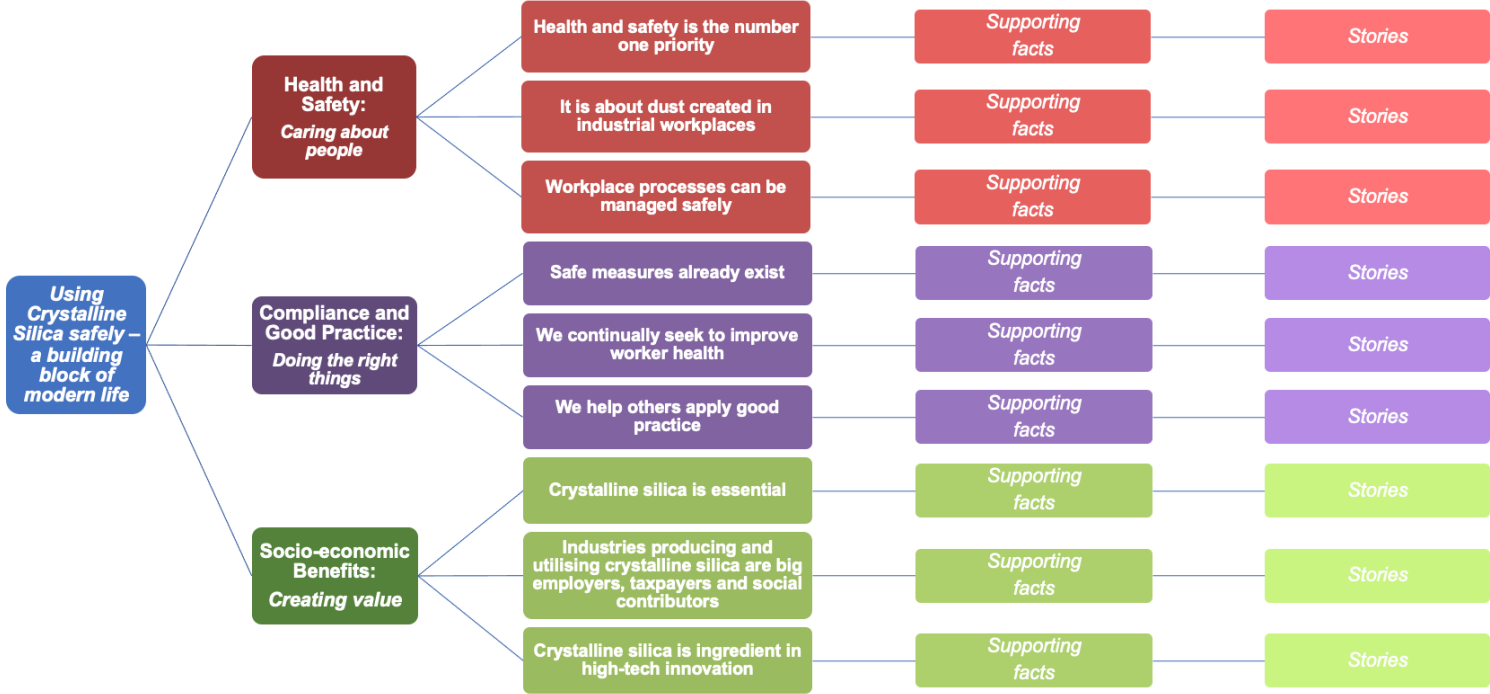 Using
Crystalline
Silica safely –
a building
block of
modern life
Health and
Safety:
Caring about
people
Health and safety is the number
one priority
Supporting
facts
Stories
It is about dust created in
industrial workplaces
Supporting
facts
Stories
Workplace processes can be
managed safely
Supporting
facts
Stories
Compliance and
Good Practice:
Doing the right
things
Safe measures already exist
Supporting
facts
Stories
We continually seek to improve
worker health
Supporting
facts
Stories
We help others apply good
practice
Supporting
facts
Stories
Socio-economic
Benefits:
Creating value
Crystalline silica is essential
Supporting
facts
Stories
Industries producing and
utilising crystalline silica are big
employers, taxpayers and social
contributors
Supporting
facts
Stories
Crystalline silica is ingredient in
high-tech innovation
Supporting
facts
Stories